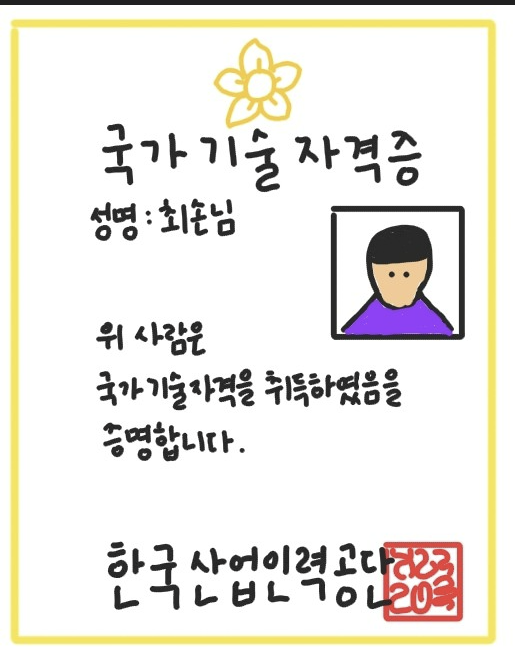 국가기술자격증
성명 : 최손님
위 사람은
국가기술자격을 취득하였음을
증명합니다.
한국산업인력공단